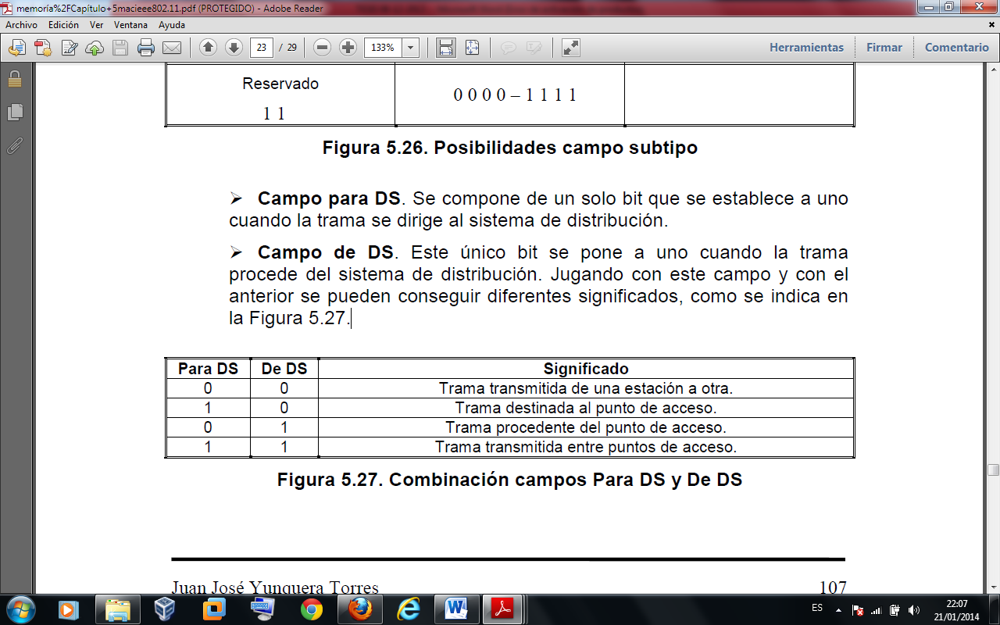 memoría%2FCapítulo+5macieee802.11.pdf (PROTEGIDO) - Adobe Reader
Archivo Edición Ver Ventana Ayuda
23 / 29 133% Herramientas Firmar Comentario
Reservado
1 1
0 0 0 0 – 1 1 1 1
Figura 5.26. Posibilidades campo subtipo
➢ Campo para DS. Se compone de un solo bit que se establece a uno
cuando la trama se dirige al sistema de distribución.
➢ Campo de DS. Este único bit se pone a uno cuando la trama
procede del sistema de distribución. Jugando con este campo y con el
anterior se pueden conseguir diferentes significados, como se indica en
la Figura 5.27.
Para DS De DS Significado
0 0 Trama transmitida de una estación a otra.
1 0 Trama destinada al punto de acceso.
0 1 Trama procedente del punto de acceso.
1 1 Trama transmitida entre puntos de acceso.
Figura 5.27. Combinación campos Para DS y De DS
Juan José Yunquera Torres 107
ES 22:07
21/01/2014